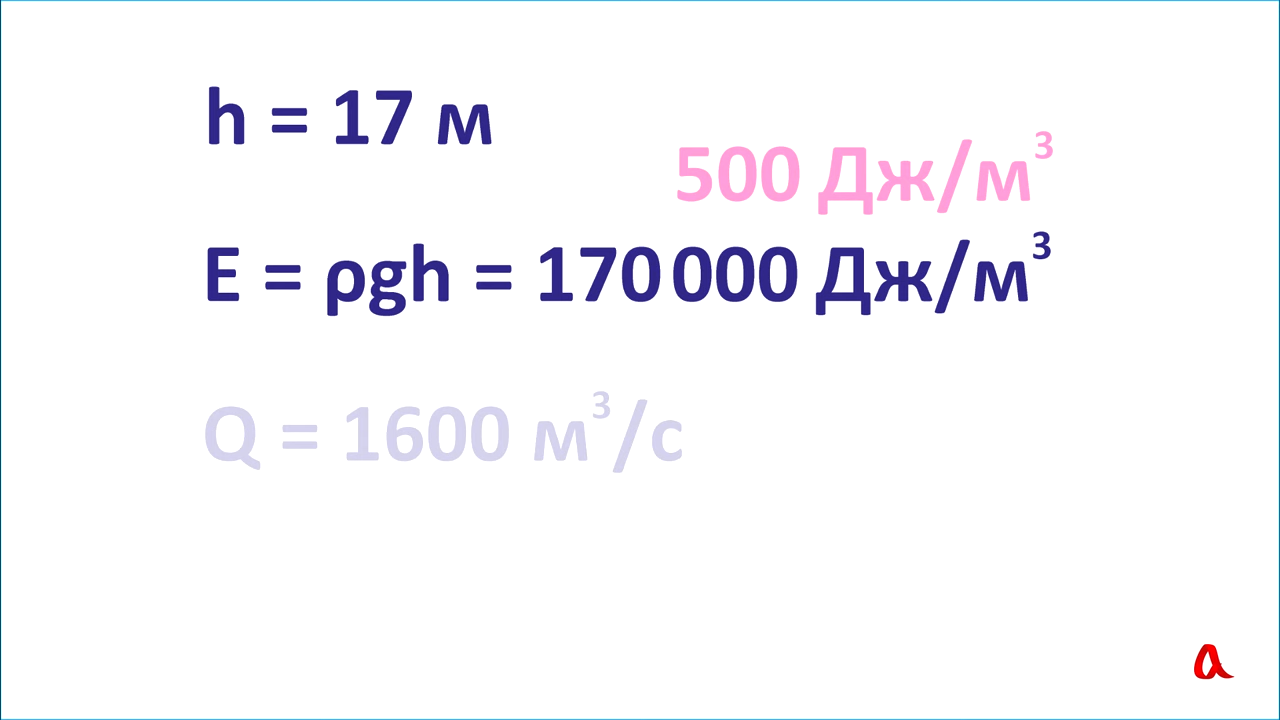 h = 17 м
500 Дж/м³
E = ρgh = 170 000 Дж/м³
Q = 1600 м³/с
a